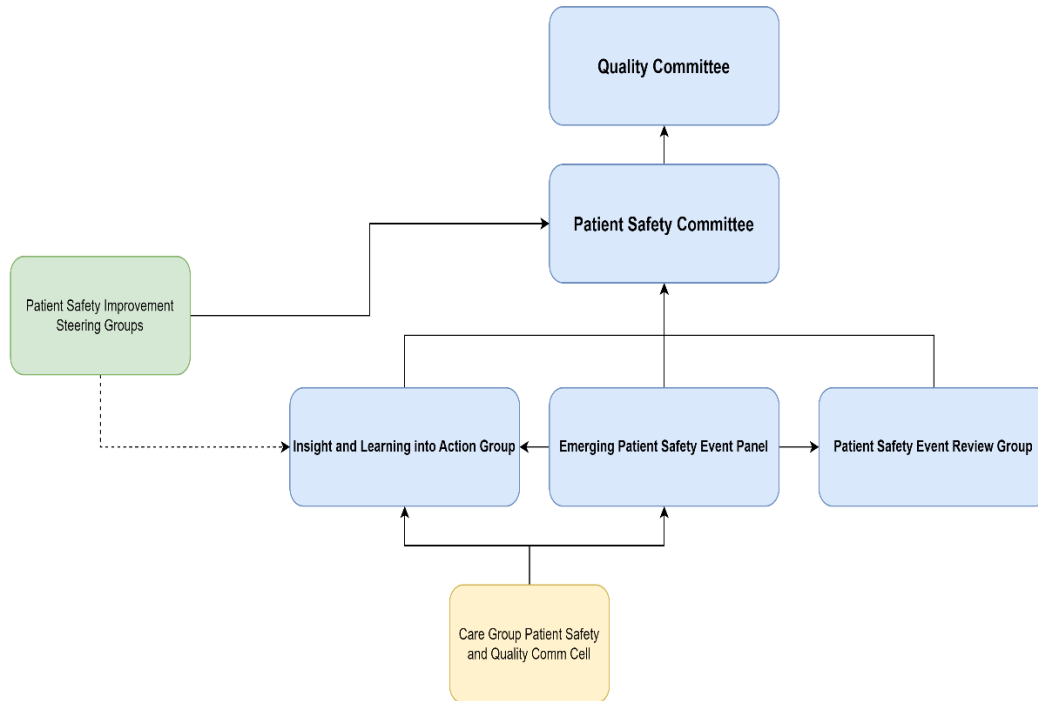 Quality Committee
Patient Safety Committee
Patient Safety Improvement
Steering Groups
Insight and Learning into Action Group
Emerging Patient Safety Event Panel
Patient Safety Event Review Group
Care Group Patient Safety
and Quality Comm Cell